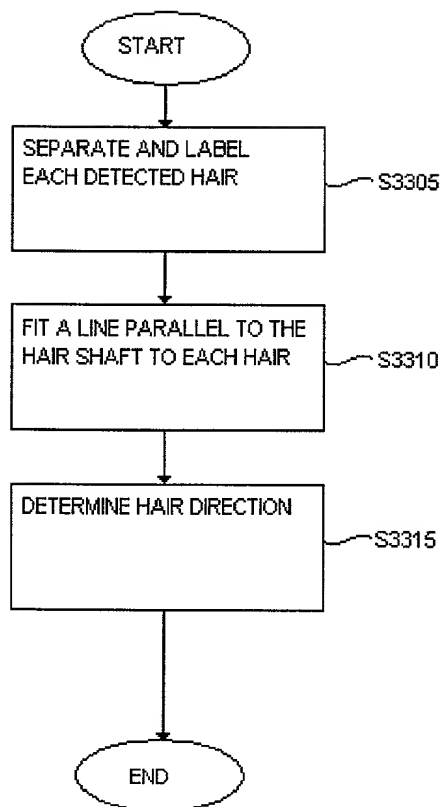 START
SEPARATE AND LABEL
EACH DETECTED HAIR
S3305
FIT A LINE PARALLEL TO THE
HAIR SHAFT TO EACH HAIR
S3310
DETERMINE HAIR DIRECTION
S3315
END